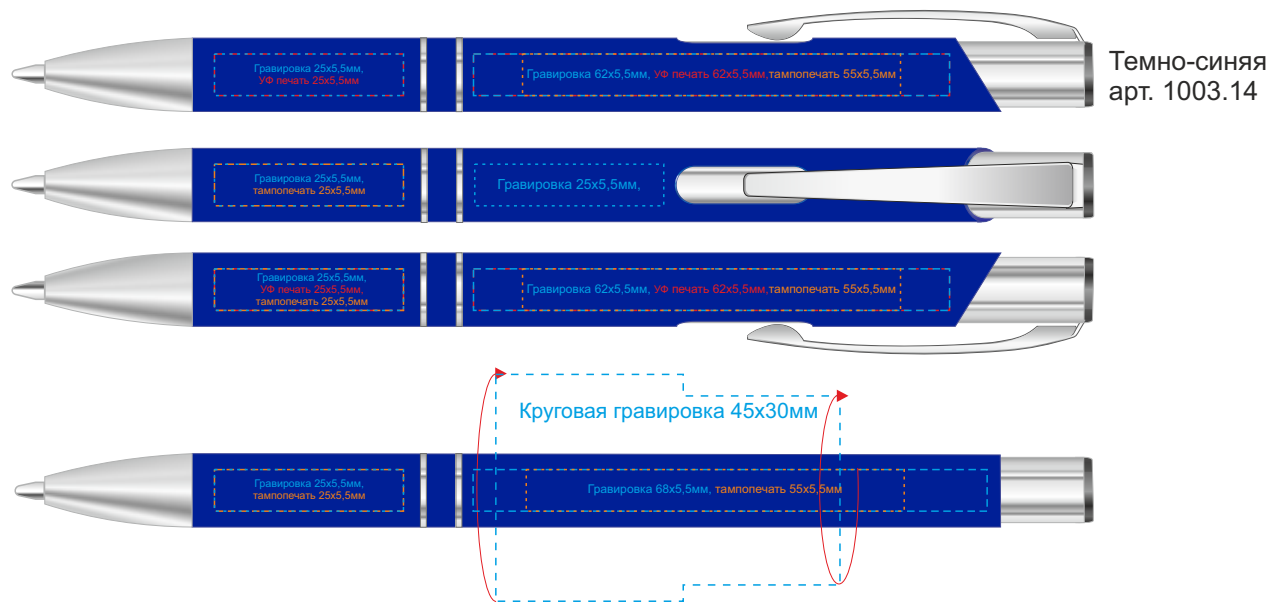 Гравировка 25х5,5мм,
УФ печать 25х5,5мм
Гравировка 62х5,5мм, УФ печать 62х5,5мм,тампопечать 55х5,5мм
Темно-синяя
арт. 1003.14
Гравировка 25х5,5мм,
тампопечать 25х5,5мм
Гравировка 25х5,5мм,
Гравировка 25х5,5мм,
УФ печать 25х5,5мм,
тампопечать 25х5,5мм
Гравировка 62х5,5мм, УФ печать 62х5,5мм,тампопечать 55х5,5мм
Круговая гравировка 45х30мм
Гравировка 25х5,5мм,
тампопечать 25х5,5мм
Гравировка 68х5,5мм, тампопечать 55х5,5мм